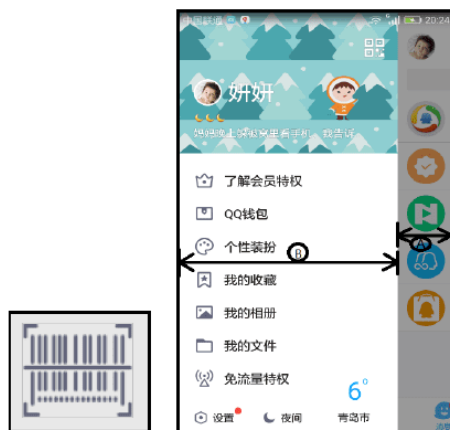 中国联通
20:24
妍妍
了解会员特权
QQ钱包
个性装扮
A
B
我的收藏
我的相册
我的文件
免流量特权
6°
设置
夜间
青岛市